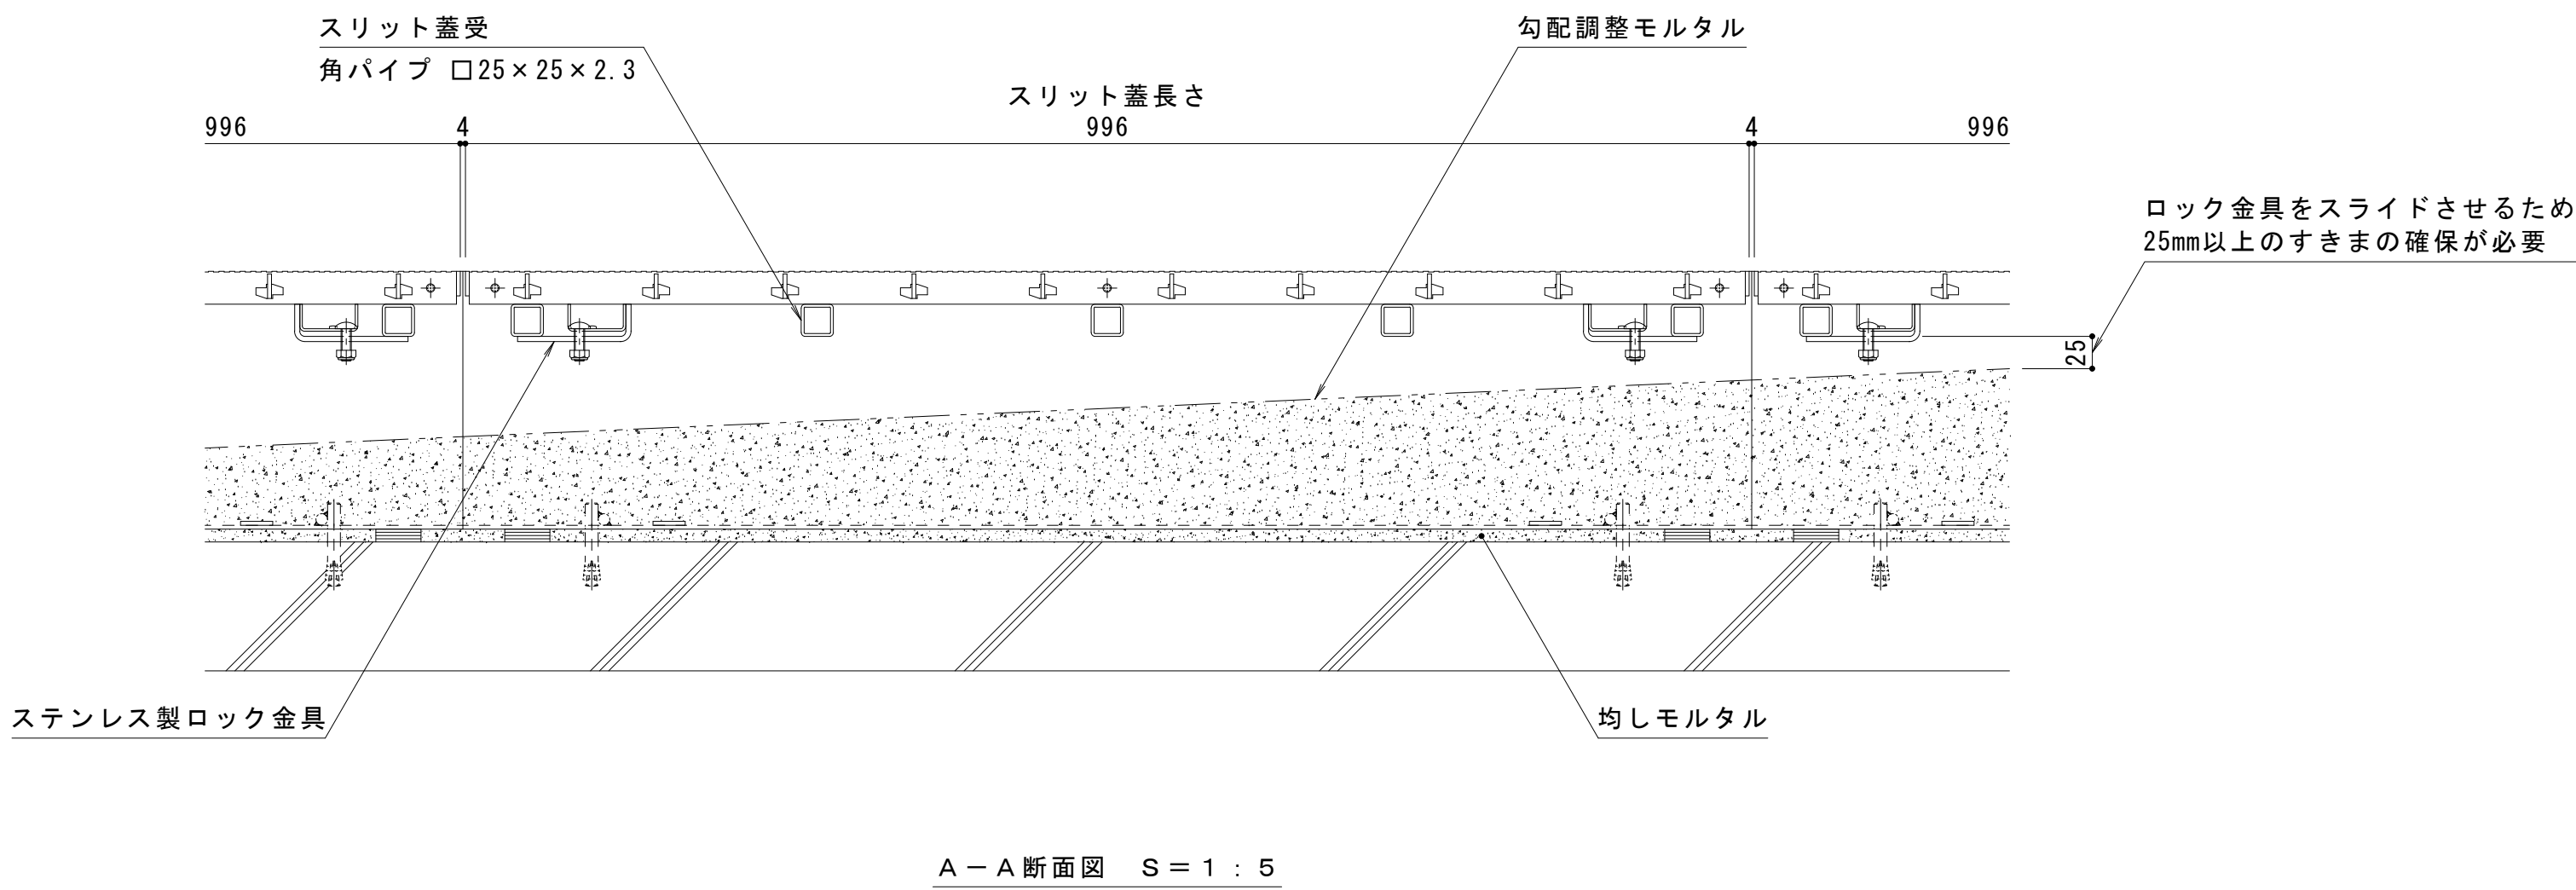 スリット蓋受
角パイプ □25×25×2.3
勾配調整モルタル
スリット蓋長さ
996 4 996 4 996
ロック金具をスライドさせるため
25mm以上のすきまの確保が必要
25
ステンレス製ロック金具
均しモルタル
A－A断面図 S＝1：5